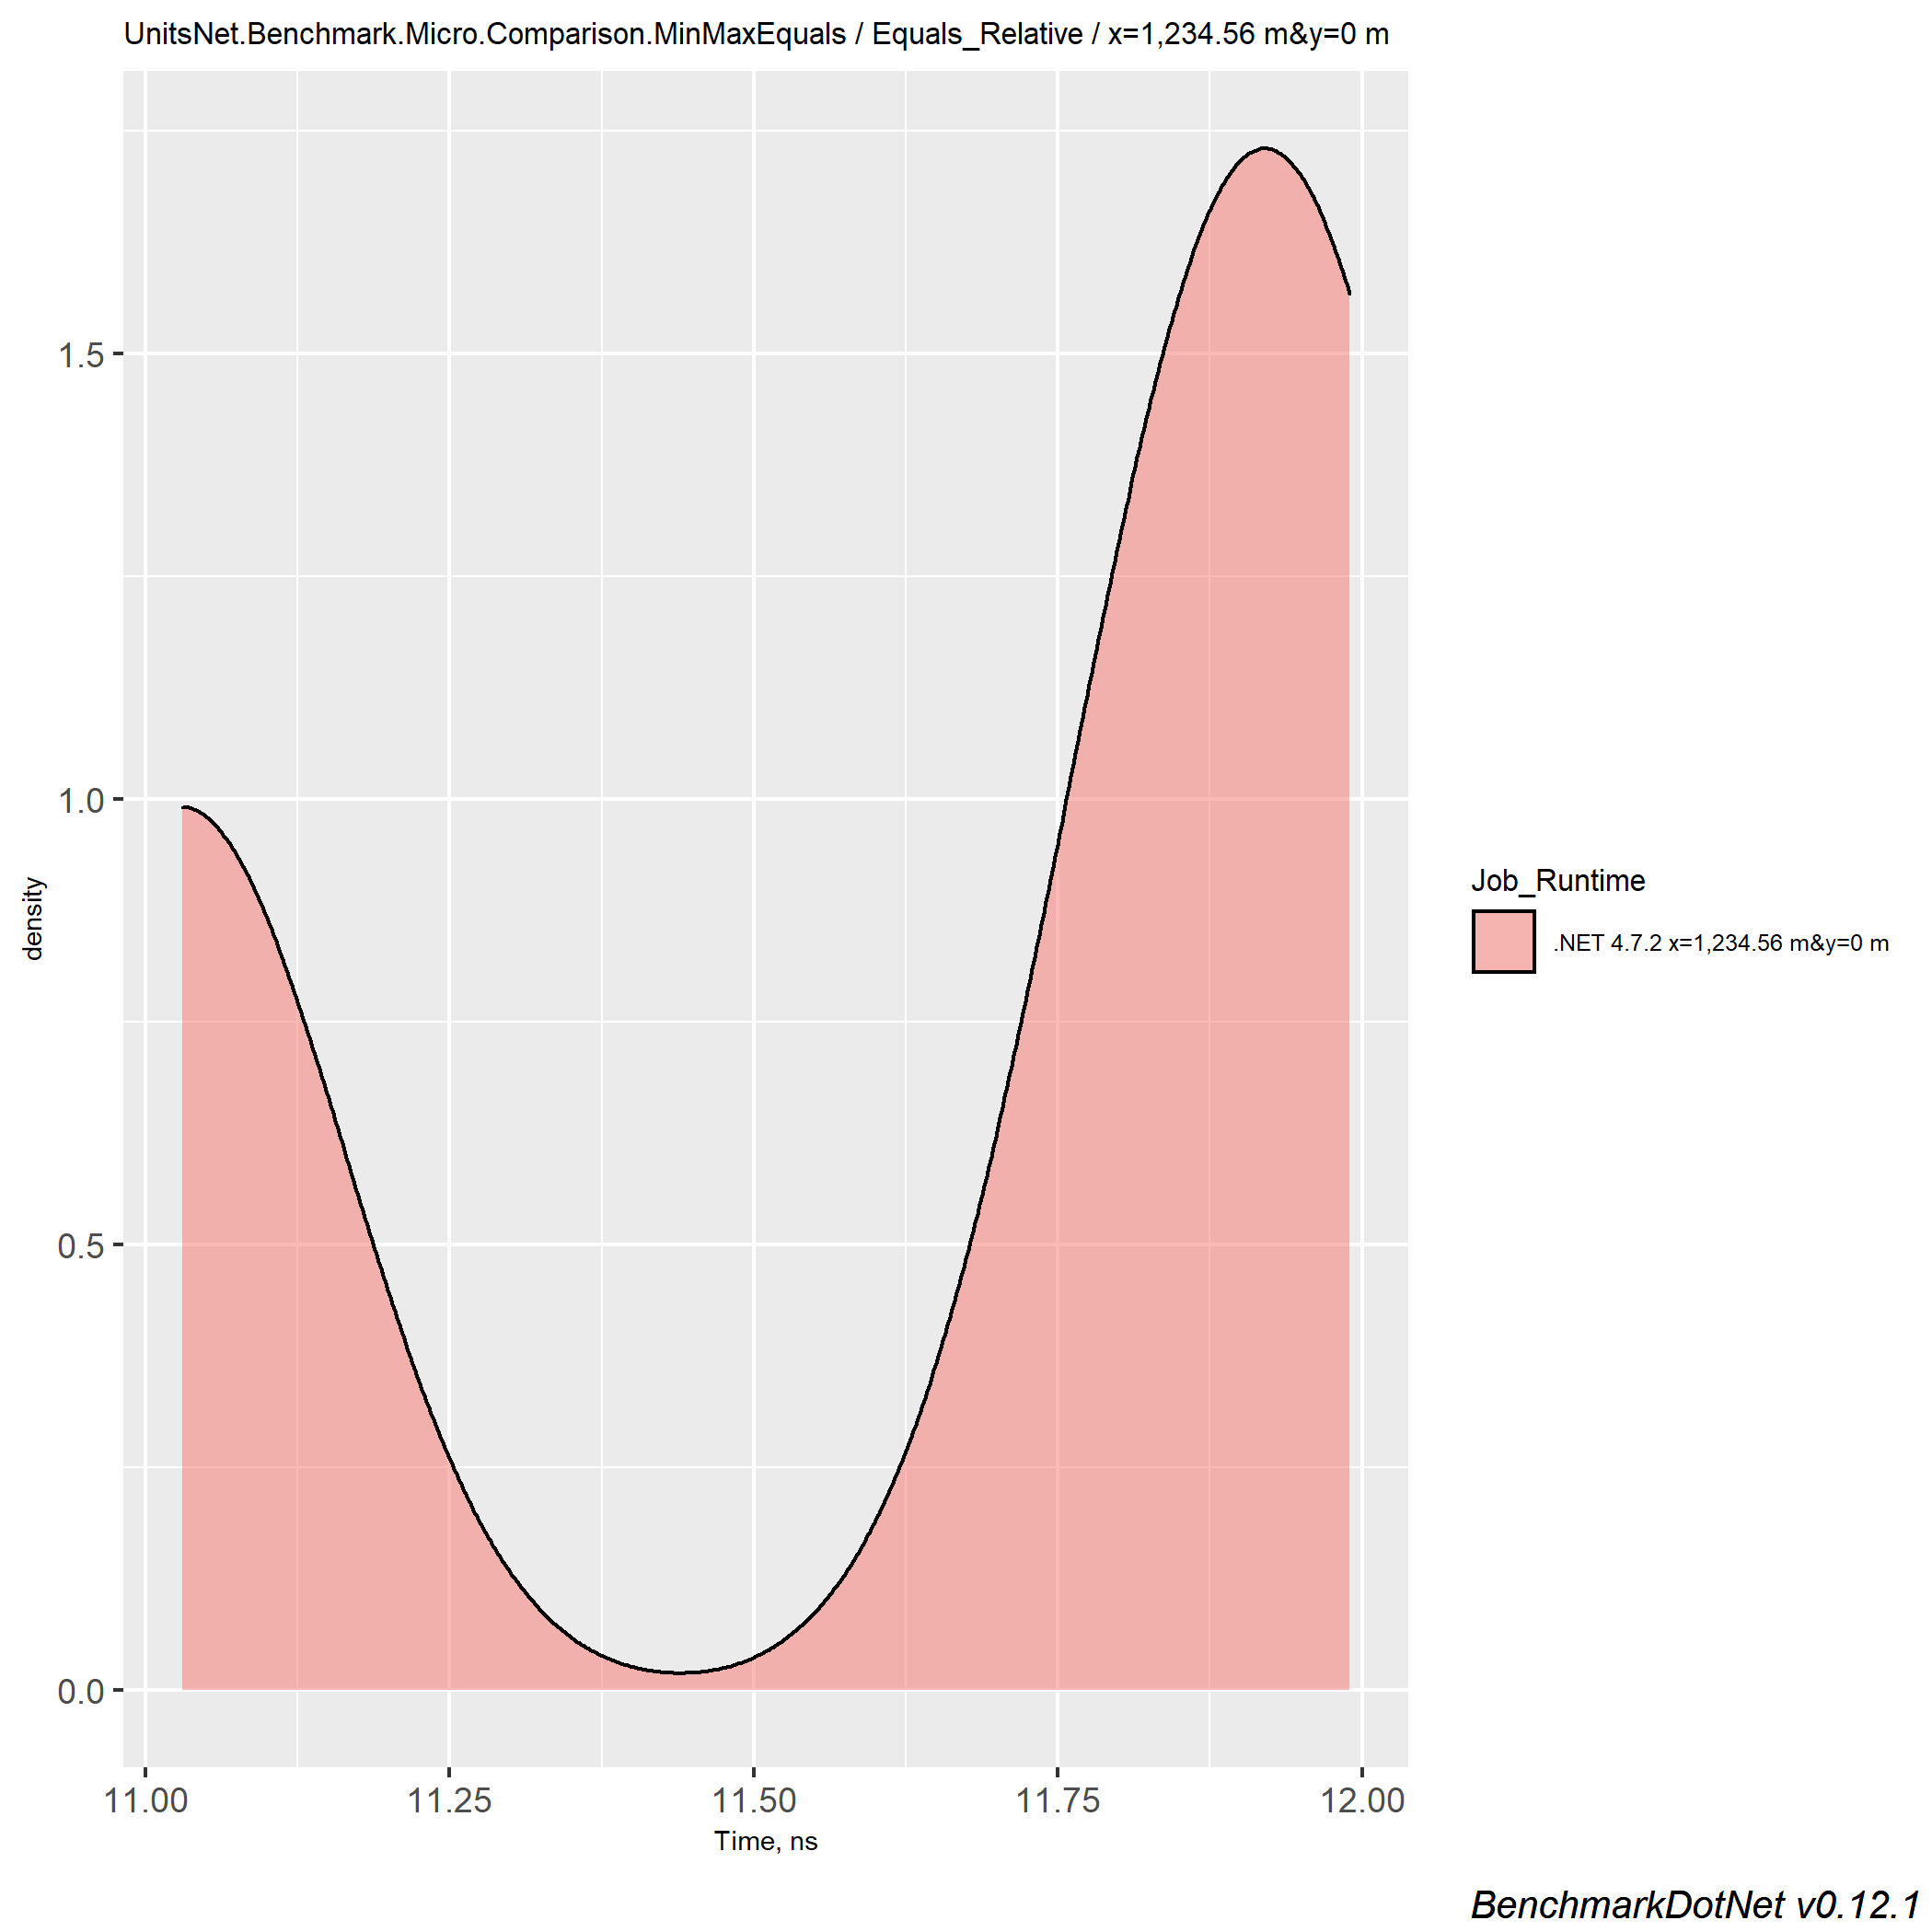 UnitsNet.Benchmark.Micro.Comparison.MinMaxEquals / Equals_Relative / x=1,234.56 m&y=0 m
1.5
1.0
0.5
0.0
density
11.00 11.25 11.50 11.75 12.00
Time, ns
Job_Runtime
.NET 4.7.2 x=1,234.56 m&y=0 m
BenchmarkDotNet v0.12.1